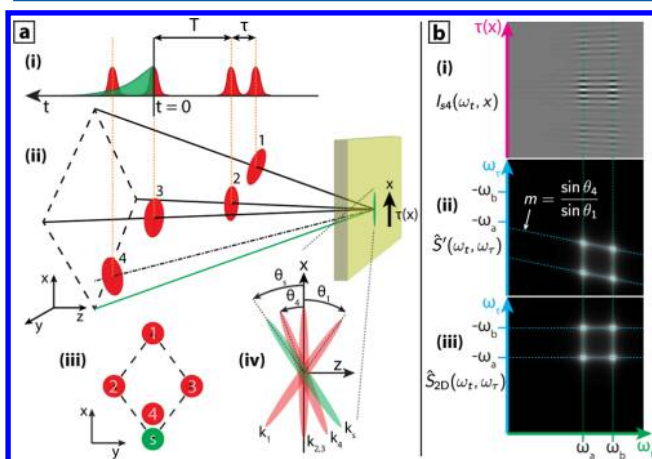 a
T
τ
(i)
t
t=0
(ii)
1
2
3
4
x
τ(x)
x
y
z
θs
θ4
θ1
x
z
(iii)
1
2
3
4
S
x
y
(iv)
k1
k2,3
k4
ks
b
τ(x)
(i)
Is4(ωt, x)
ωτ
-ωb
(ii)
m = sin θ4 / sin θ1
-ωa
Ŝ'(ωt, ωτ)
ωτ
(iii)
-ωb
-ωa
Ŝ2D(ωt, ωτ)
ωa
ωb
ωt